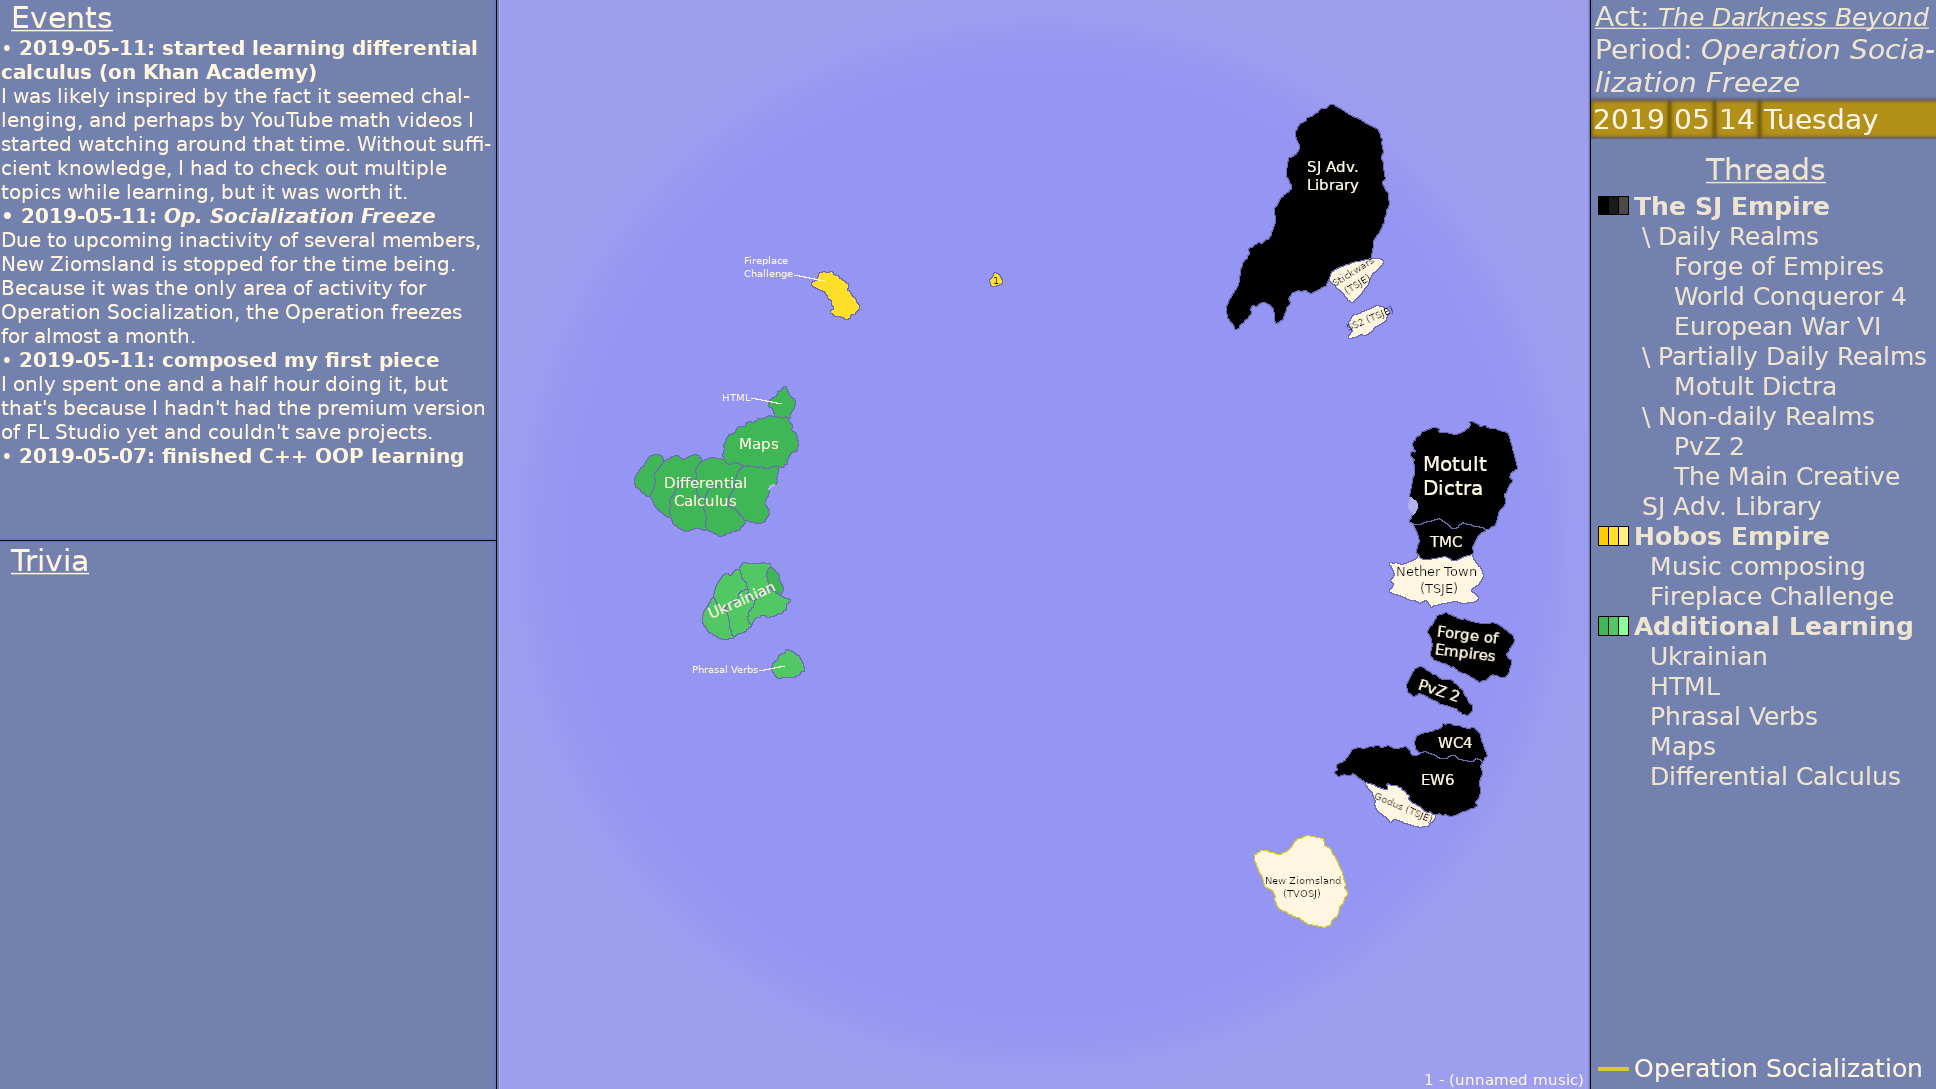 Events
• 2019-05-11: started learning differential
calculus (on Khan Academy)
I was likely inspired by the fact it seemed chal-
lenging, and perhaps by YouTube math videos I
started watching around that time. Without suffi-
cient knowledge, I had to check out multiple
topics while learning, but it was worth it.
• 2019-05-11: Op. Socialization Freeze
Due to upcoming inactivity of several members,
New Ziomsland is stopped for the time being.
Because it was the only area of activity for
Operation Socialization, the Operation freezes
for almost a month.
• 2019-05-11: composed my first piece
I only spent one and a half hour doing it, but
that's because I hadn't had the premium version
of FL Studio yet and couldn't save projects.
• 2019-05-07: finished C++ OOP learning
Trivia
SJ Adv.
Library
Stickwars
(TSJE)
SS2 (TSJE)
Fireplace
Challenge
1
HTML
Maps
Differential
Calculus
Ukrainian
Phrasal Verbs
Motult
Dictra
TMC
Nether Town
(TSJE)
Forge of
Empires
PvZ 2
WC4
EW6
Godus (TSJE)
New Ziomsland
(TVOSJ)
1 - (unnamed music)
Act: The Darkness Beyond
Period: Operation Socia-
lization Freeze
2019 05 14 Tuesday
Threads
The SJ Empire
\ Daily Realms
Forge of Empires
World Conqueror 4
European War VI
\ Partially Daily Realms
Motult Dictra
\ Non-daily Realms
PvZ 2
The Main Creative
SJ Adv. Library
Hobos Empire
Music composing
Fireplace Challenge
Additional Learning
Ukrainian
HTML
Phrasal Verbs
Maps
Differential Calculus
Operation Socialization